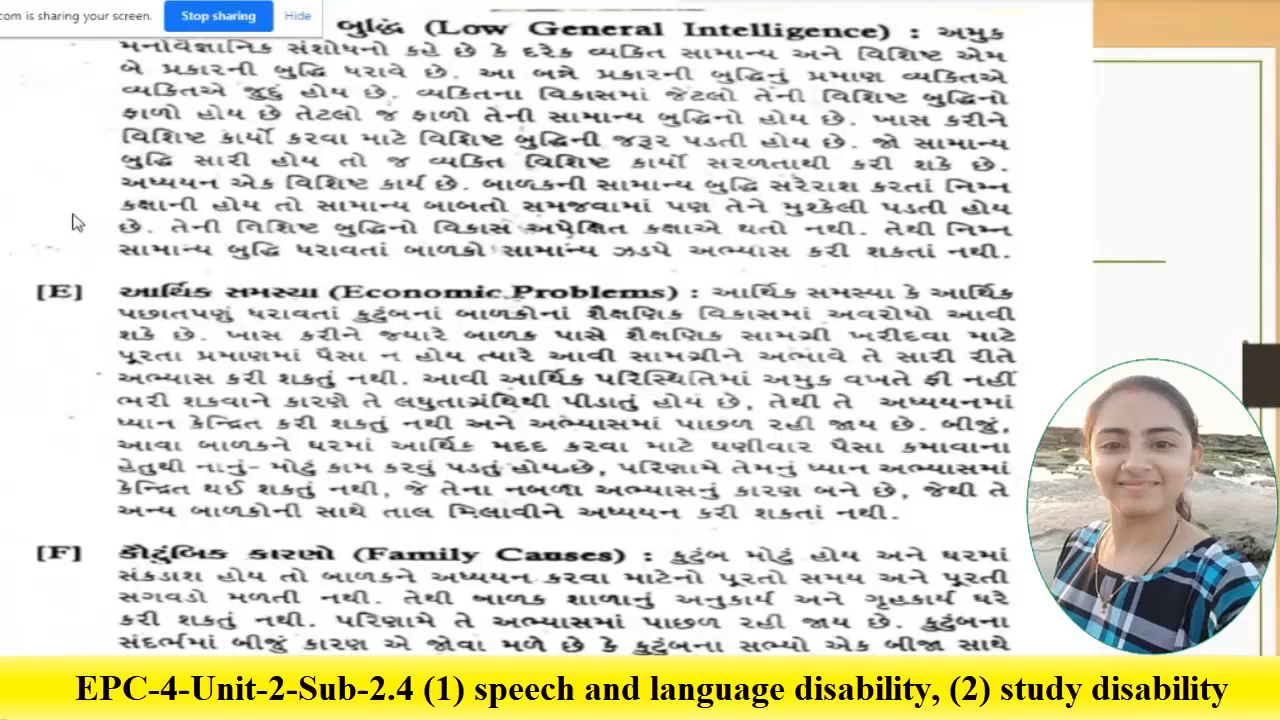 com is sharing your screen. Stop sharing Hide
બુદ્ધિ (Low General Intelligence) : અમુક
મનોવૈજ્ઞાનિક સંશોધનો કહે છે કે દરેક વ્યકિત સામાન્ય અને વિશિષ્ટ એમ
બે પ્રકારની બુદ્ધિ ધરાવે છે. આ બન્ને પ્રકારની બુદ્ધિનું પ્રમાણ વ્યકિતએ
વ્યકિતએ જુદું હોય છે. વ્યકિતના વિકાસમાં જેટલો તેની વિશિષ્ટ બુદ્ધિનો
ફાળો હોય છે તેટલો જ ફાળો તેની સામાન્ય બુદ્ધિનો હોય છે. ખાસ કરીને
વિશિષ્ટ કાર્યો કરવા માટે વિશિષ્ટ બુદ્ધિની જરૂર પડતી હોય છે. જો સામાન્ય
બુદ્ધિ સારી હોય તો જ વ્યકિત વિશિષ્ટ કાર્યો સરળતાથી કરી શકે છે.
અધ્યયન એક વિશિષ્ટ કાર્ય છે. બાળકની સામાન્ય બુદ્ધિ સરેરાશ કરતાં નિમ્ન
કક્ષાની હોય તો સામાન્ય બાબતો સમજવામાં પણ તેને મુશ્કેલી પડતી હોય
છે. તેની વિશિષ્ટ બુદ્ધિનો વિકાસ અપેક્ષિત કક્ષાએ થતો નથી. તેથી નિમ્ન
સામાન્ય બુદ્ધિ ધરાવતાં બાળકો સામાન્ય ઝડપે અભ્યાસ કરી શકતાં નથી.
[E] આર્થિક સમસ્યા (Economic Problems) : આર્થિક સમસ્યા કે આર્થિક
પછાતપણું ધરાવતાં કુટુંબનાં બાળકોનાં શૈક્ષણિક વિકાસમાં અવરોધો આવી
શકે છે. ખાસ કરીને જ્યારે બાળક પાસે શૈક્ષણિક સામગ્રી ખરીદવા માટે
પૂરતા પ્રમાણમાં પૈસા ન હોય ત્યારે આવી સામગ્રીને અભાવે તે સારી રીતે
અભ્યાસ કરી શકતું નથી. આવી આર્થિક પરિસ્થિતિમાં અમુક વખતે ફી નહીં
ભરી શકવાને કારણે તે લઘુતાગ્રંથિથી પીડાતું હોય છે, તેથી તે અધ્યયનમાં
ધ્યાન કેન્દ્રિત કરી શકતું નથી અને અભ્યાસમાં પાછળ રહી જાય છે. બીજું,
આવા બાળકને ઘરમાં આર્થિક મદદ કરવા માટે ઘણીવાર પૈસા કમાવાના
હેતુથી નાનું- મોટું કામ કરવું પડતું હોય છે, પરિણામે તેમનું ધ્યાન અભ્યાસમાં
કેન્દ્રિત થઈ શકતું નથી, જે તેના નબળા અભ્યાસનું કારણ બને છે, જેથી તે
અન્ય બાળકોની સાથે તાલ મિલાવીને અધ્યયન કરી શકતાં નથી.
[F] કૌટુંબિક કારણો (Family Causes) : કુટુંબ મોટું હોય અને ઘરમાં
સંકડાશ હોય તો બાળકને અધ્યયન કરવા માટેનો પૂરતો સમય અને પૂરતી
સગવડો મળતી નથી. તેથી બાળક શાળાનું અનુકાર્ય અને ગૃહકાર્ય ઘરે
કરી શકતું નથી. પરિણામે તે અભ્યાસમાં પાછળ રહી જાય છે. કુટુંબના
સંદર્ભમાં બીજું કારણ એ જોવા મળે છે કે કુટુંબના સભ્યો એક બીજા સાથે
EPC-4-Unit-2-Sub-2.4 (1) speech and language disability, (2) study disability